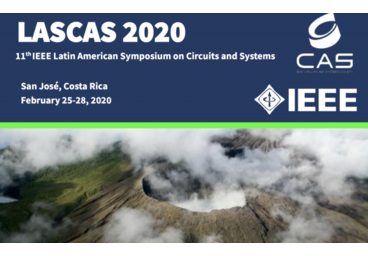 LASCAS 2020
11th IEEE Latin American Symposium on Circuits and Systems
CAS
San José, Costa Rica
February 25-28, 2020
IEEE